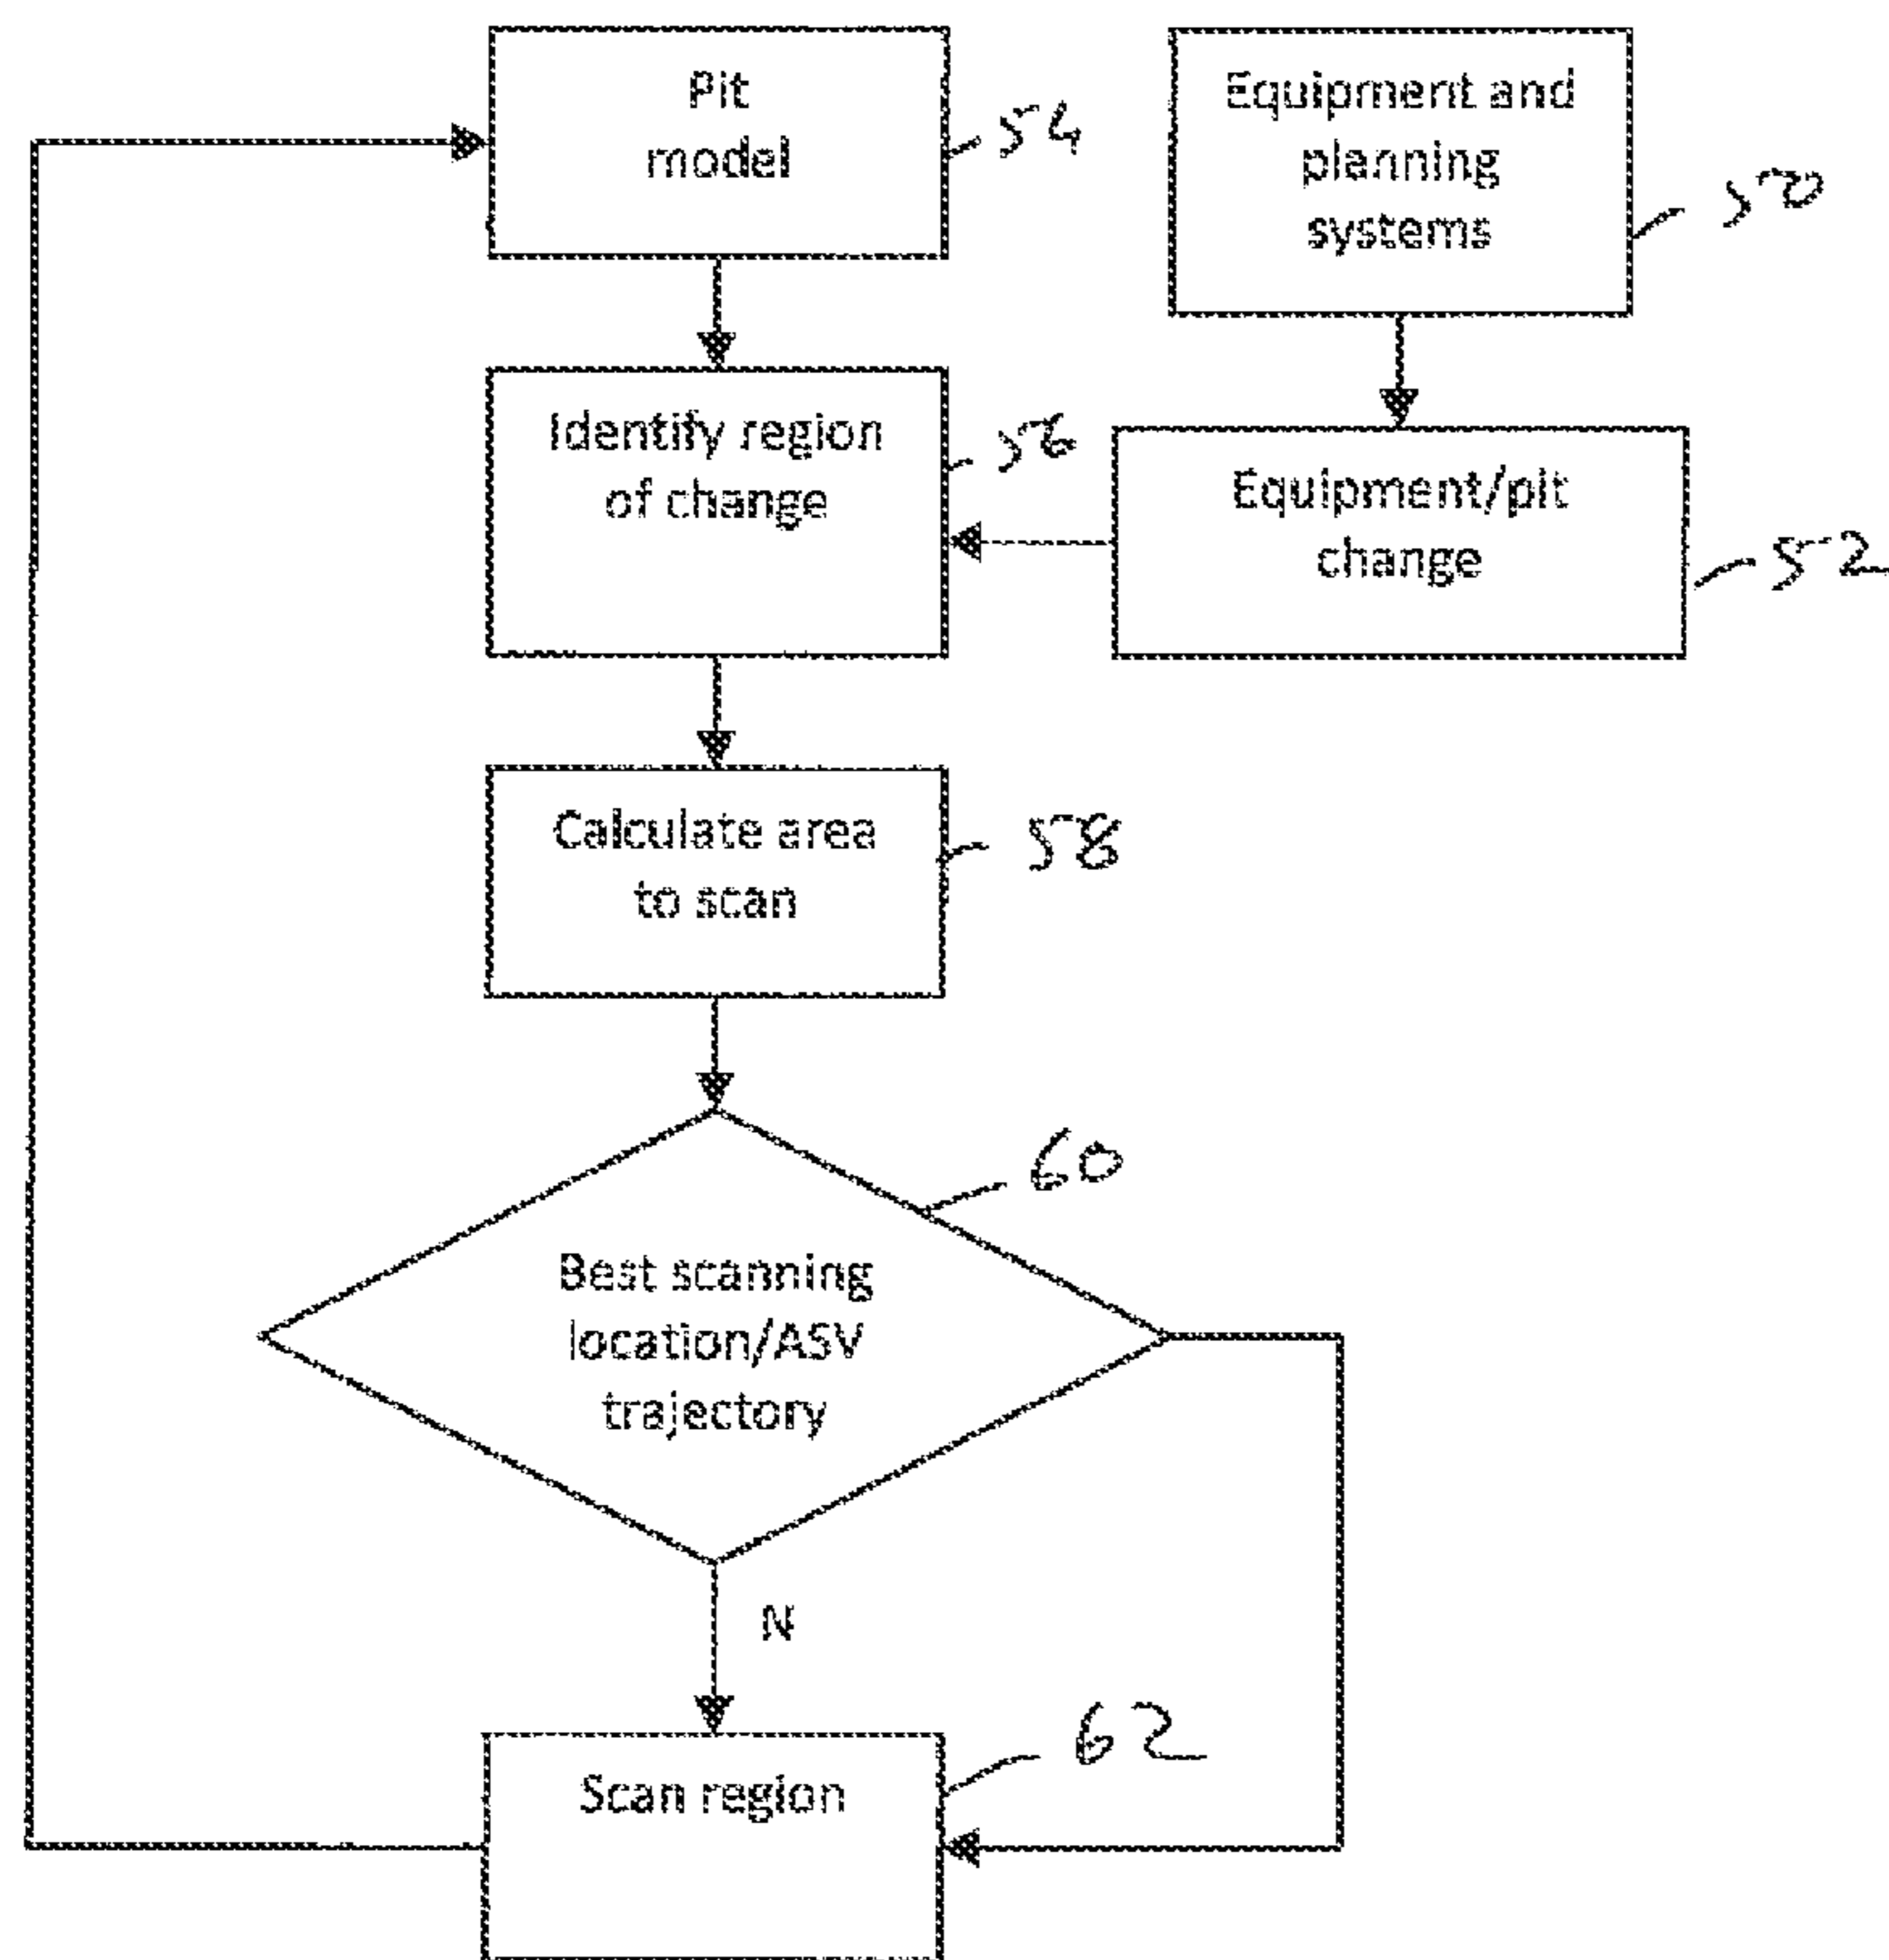 Pit
model
54
Equipment and
planning
systems
50
Identify region
of change
56
Equipment/pit
change
52
Calculate area
to scan
58
60
Best scanning
location/ASV
trajectory
N
62
Scan region